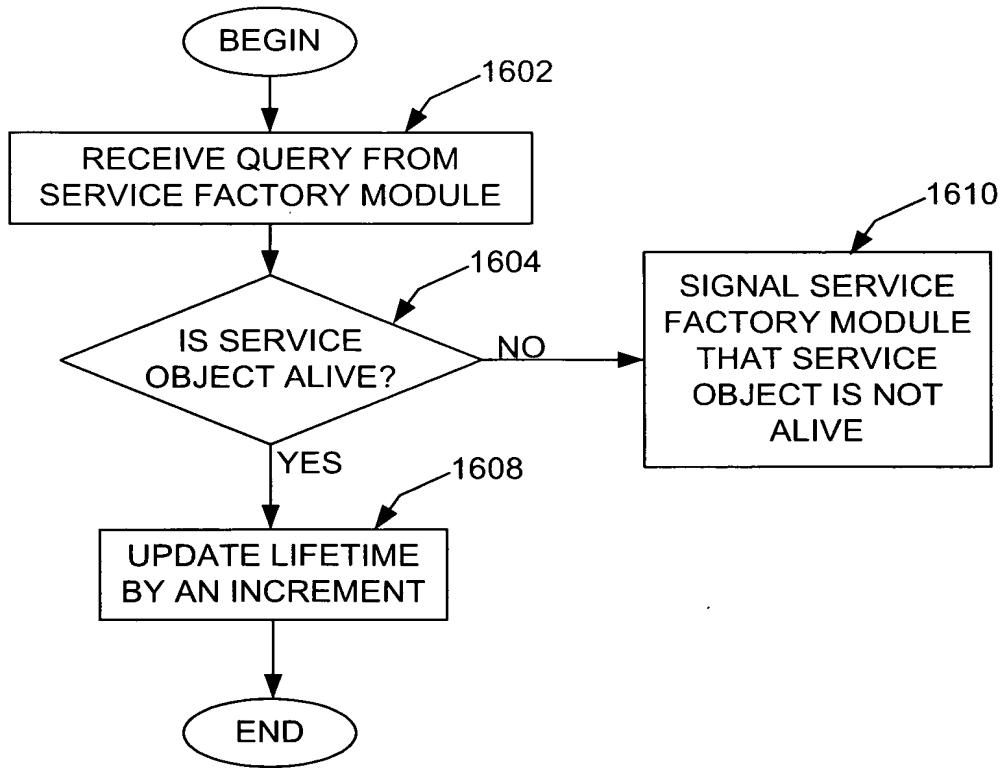 BEGIN
1602
RECEIVE QUERY FROM
SERVICE FACTORY MODULE
1604
IS SERVICE
OBJECT ALIVE?
NO
1610
SIGNAL SERVICE
FACTORY MODULE
THAT SERVICE
OBJECT IS NOT
ALIVE
YES
1608
UPDATE LIFETIME
BY AN INCREMENT
END